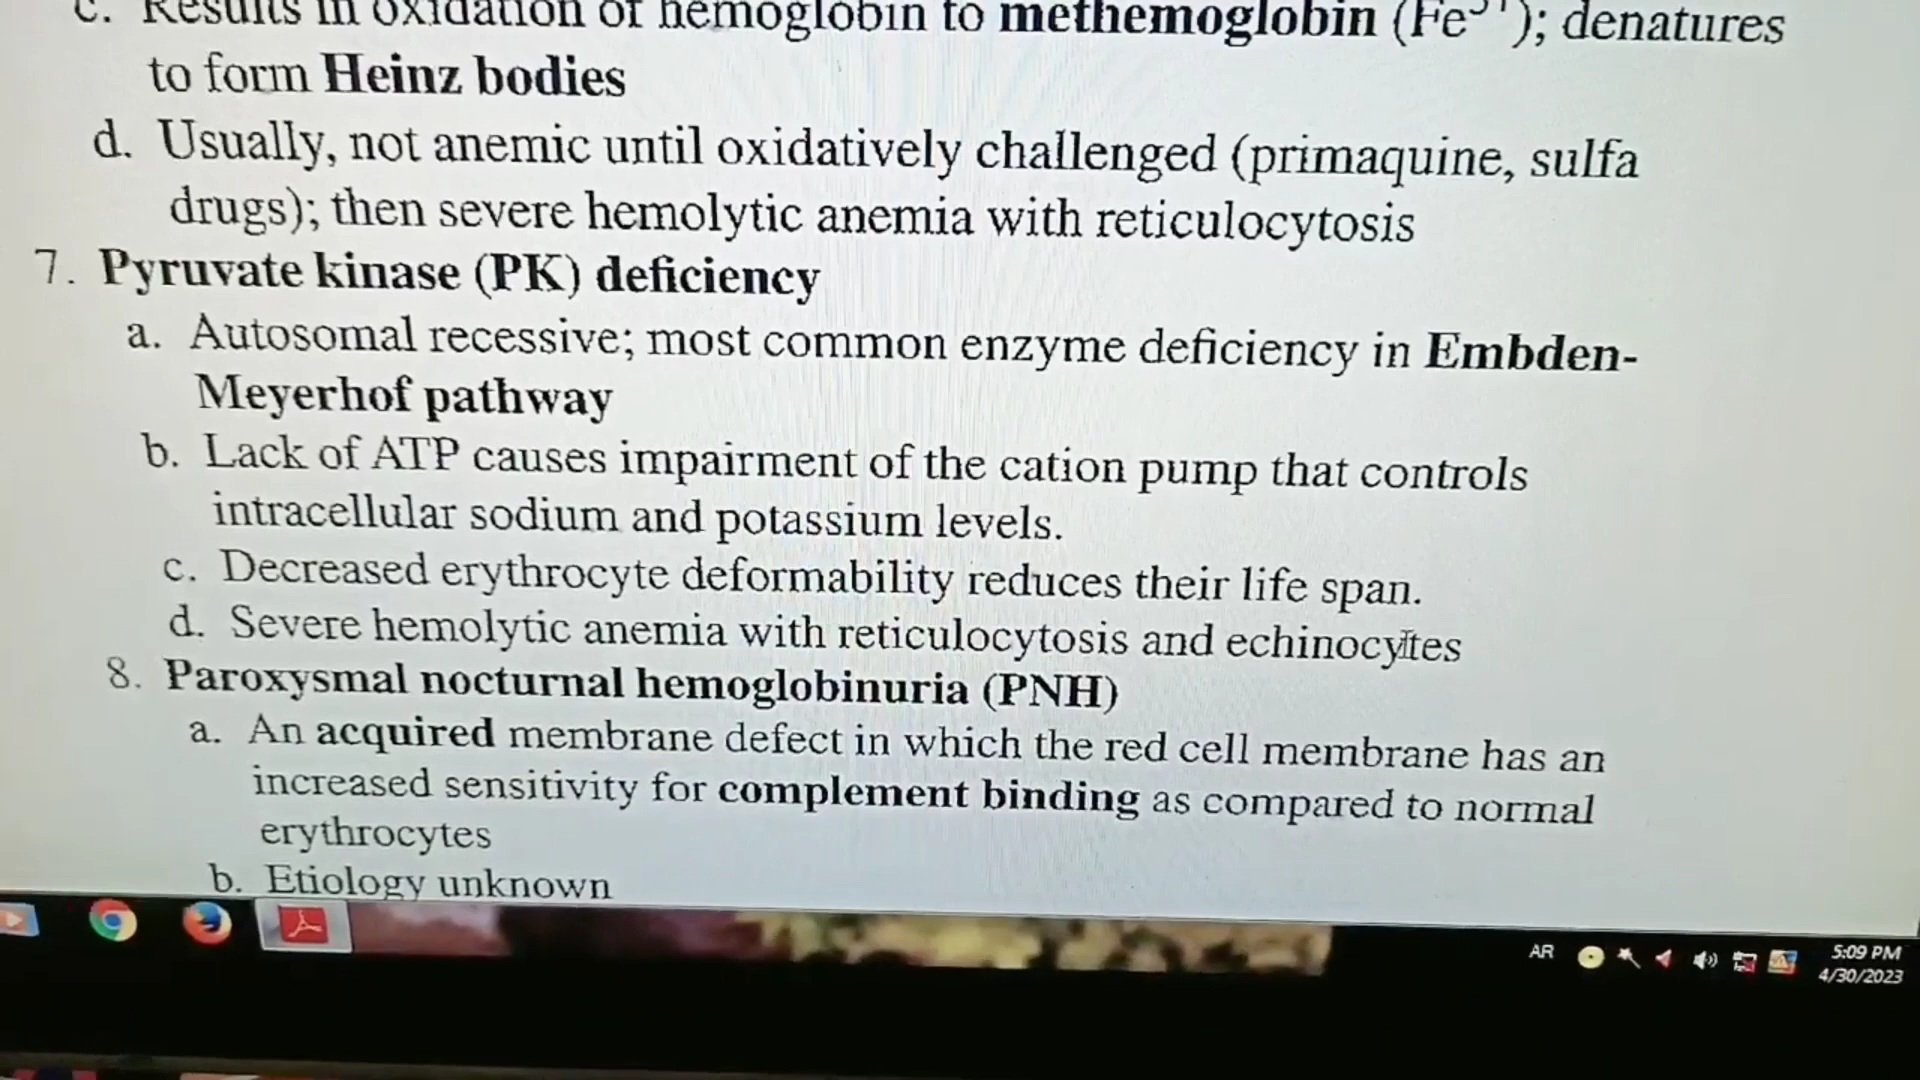 c. Results in oxidation of hemoglobin to methemoglobin (Fe³⁺); denatures
to form Heinz bodies
d. Usually, not anemic until oxidatively challenged (primaquine, sulfa
drugs); then severe hemolytic anemia with reticulocytosis
7. Pyruvate kinase (PK) deficiency
a. Autosomal recessive; most common enzyme deficiency in Embden-
Meyerhof pathway
b. Lack of ATP causes impairment of the cation pump that controls
intracellular sodium and potassium levels.
c. Decreased erythrocyte deformability reduces their life span.
d. Severe hemolytic anemia with reticulocytosis and echinocytes
8. Paroxysmal nocturnal hemoglobinuria (PNH)
a. An acquired membrane defect in which the red cell membrane has an
increased sensitivity for complement binding as compared to normal
erythrocytes
b. Etiology unknown
AR
5:09 PM
4/30/2023